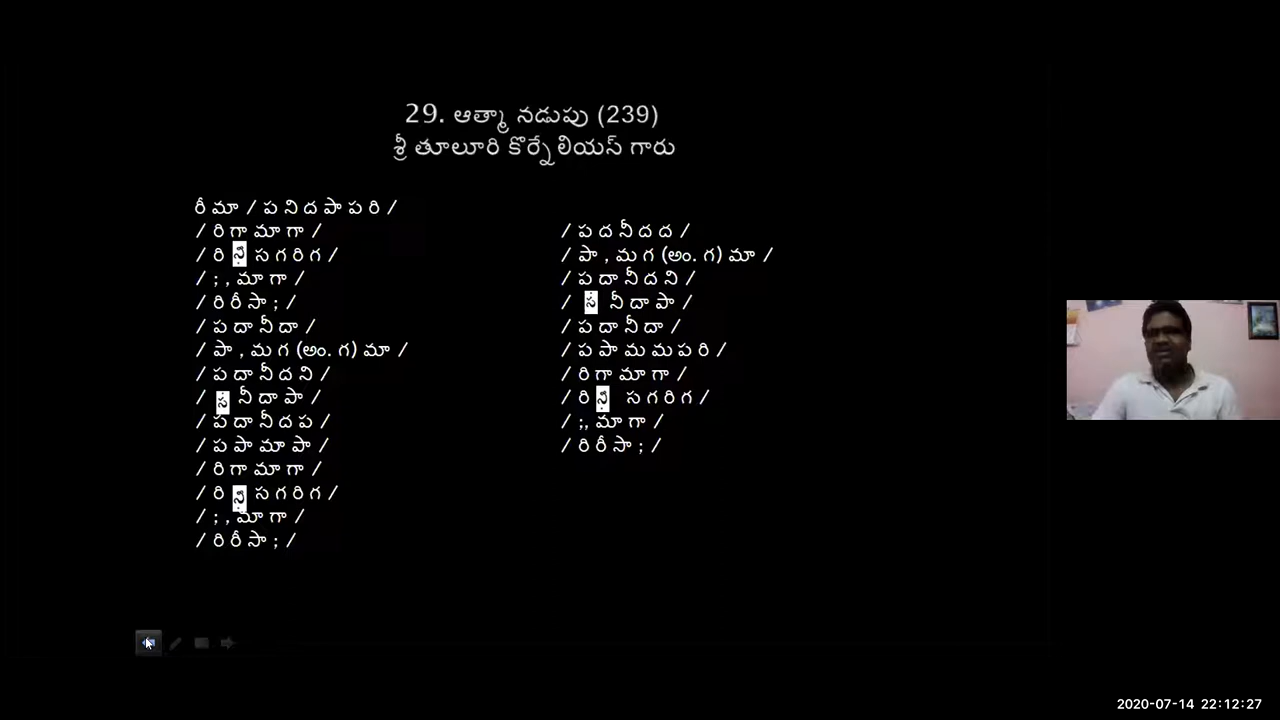 29. ఆత్మా నడుపు (239)
శ్రీ తూలూరి కొర్నేలియస్ గారు
రీ మా / ప ని ద పా ప రి /
/ రి గా మా గా /
/ రి నీ స గ రి గ /
/ ; , మా గా /
/ రి రీ సా ; /
/ ప దా నీ దా /
/ పా , మ గ (అం. గ) మా /
/ ప దా నీ ద ని /
/ స నీ దా పా /
/ ప దా నీ ద ప /
/ ప పా మా పా /
/ రి గా మా గా /
/ రి నీ స గ రి గ /
/ ; , మా గా /
/ రి రీ సా ; /
/ ప ద నీ ద ద /
/ పా , మ గ (అం. గ) మా /
/ ప దా నీ ద ని /
/ స నీ దా పా /
/ ప దా నీ దా /
/ ప పా మ మ ప రి /
/ రి గా మా గా /
/ రి నీ స గ రి గ /
/ ;, మా గా /
/ రి రీ సా ; /
2020-07-14 22:12:27